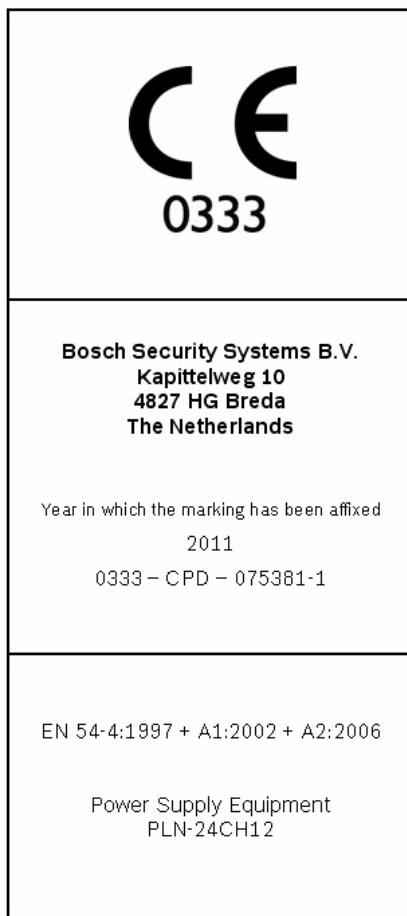 CE
0333
Bosch Security Systems B.V.
Kapittelweg 10
4827 HG Breda
The Netherlands
Year in which the marking has been affixed
2011
0333 – CPD – 075381-1
EN 54-4:1997 + A1:2002 + A2:2006
Power Supply Equipment
PLN-24CH12